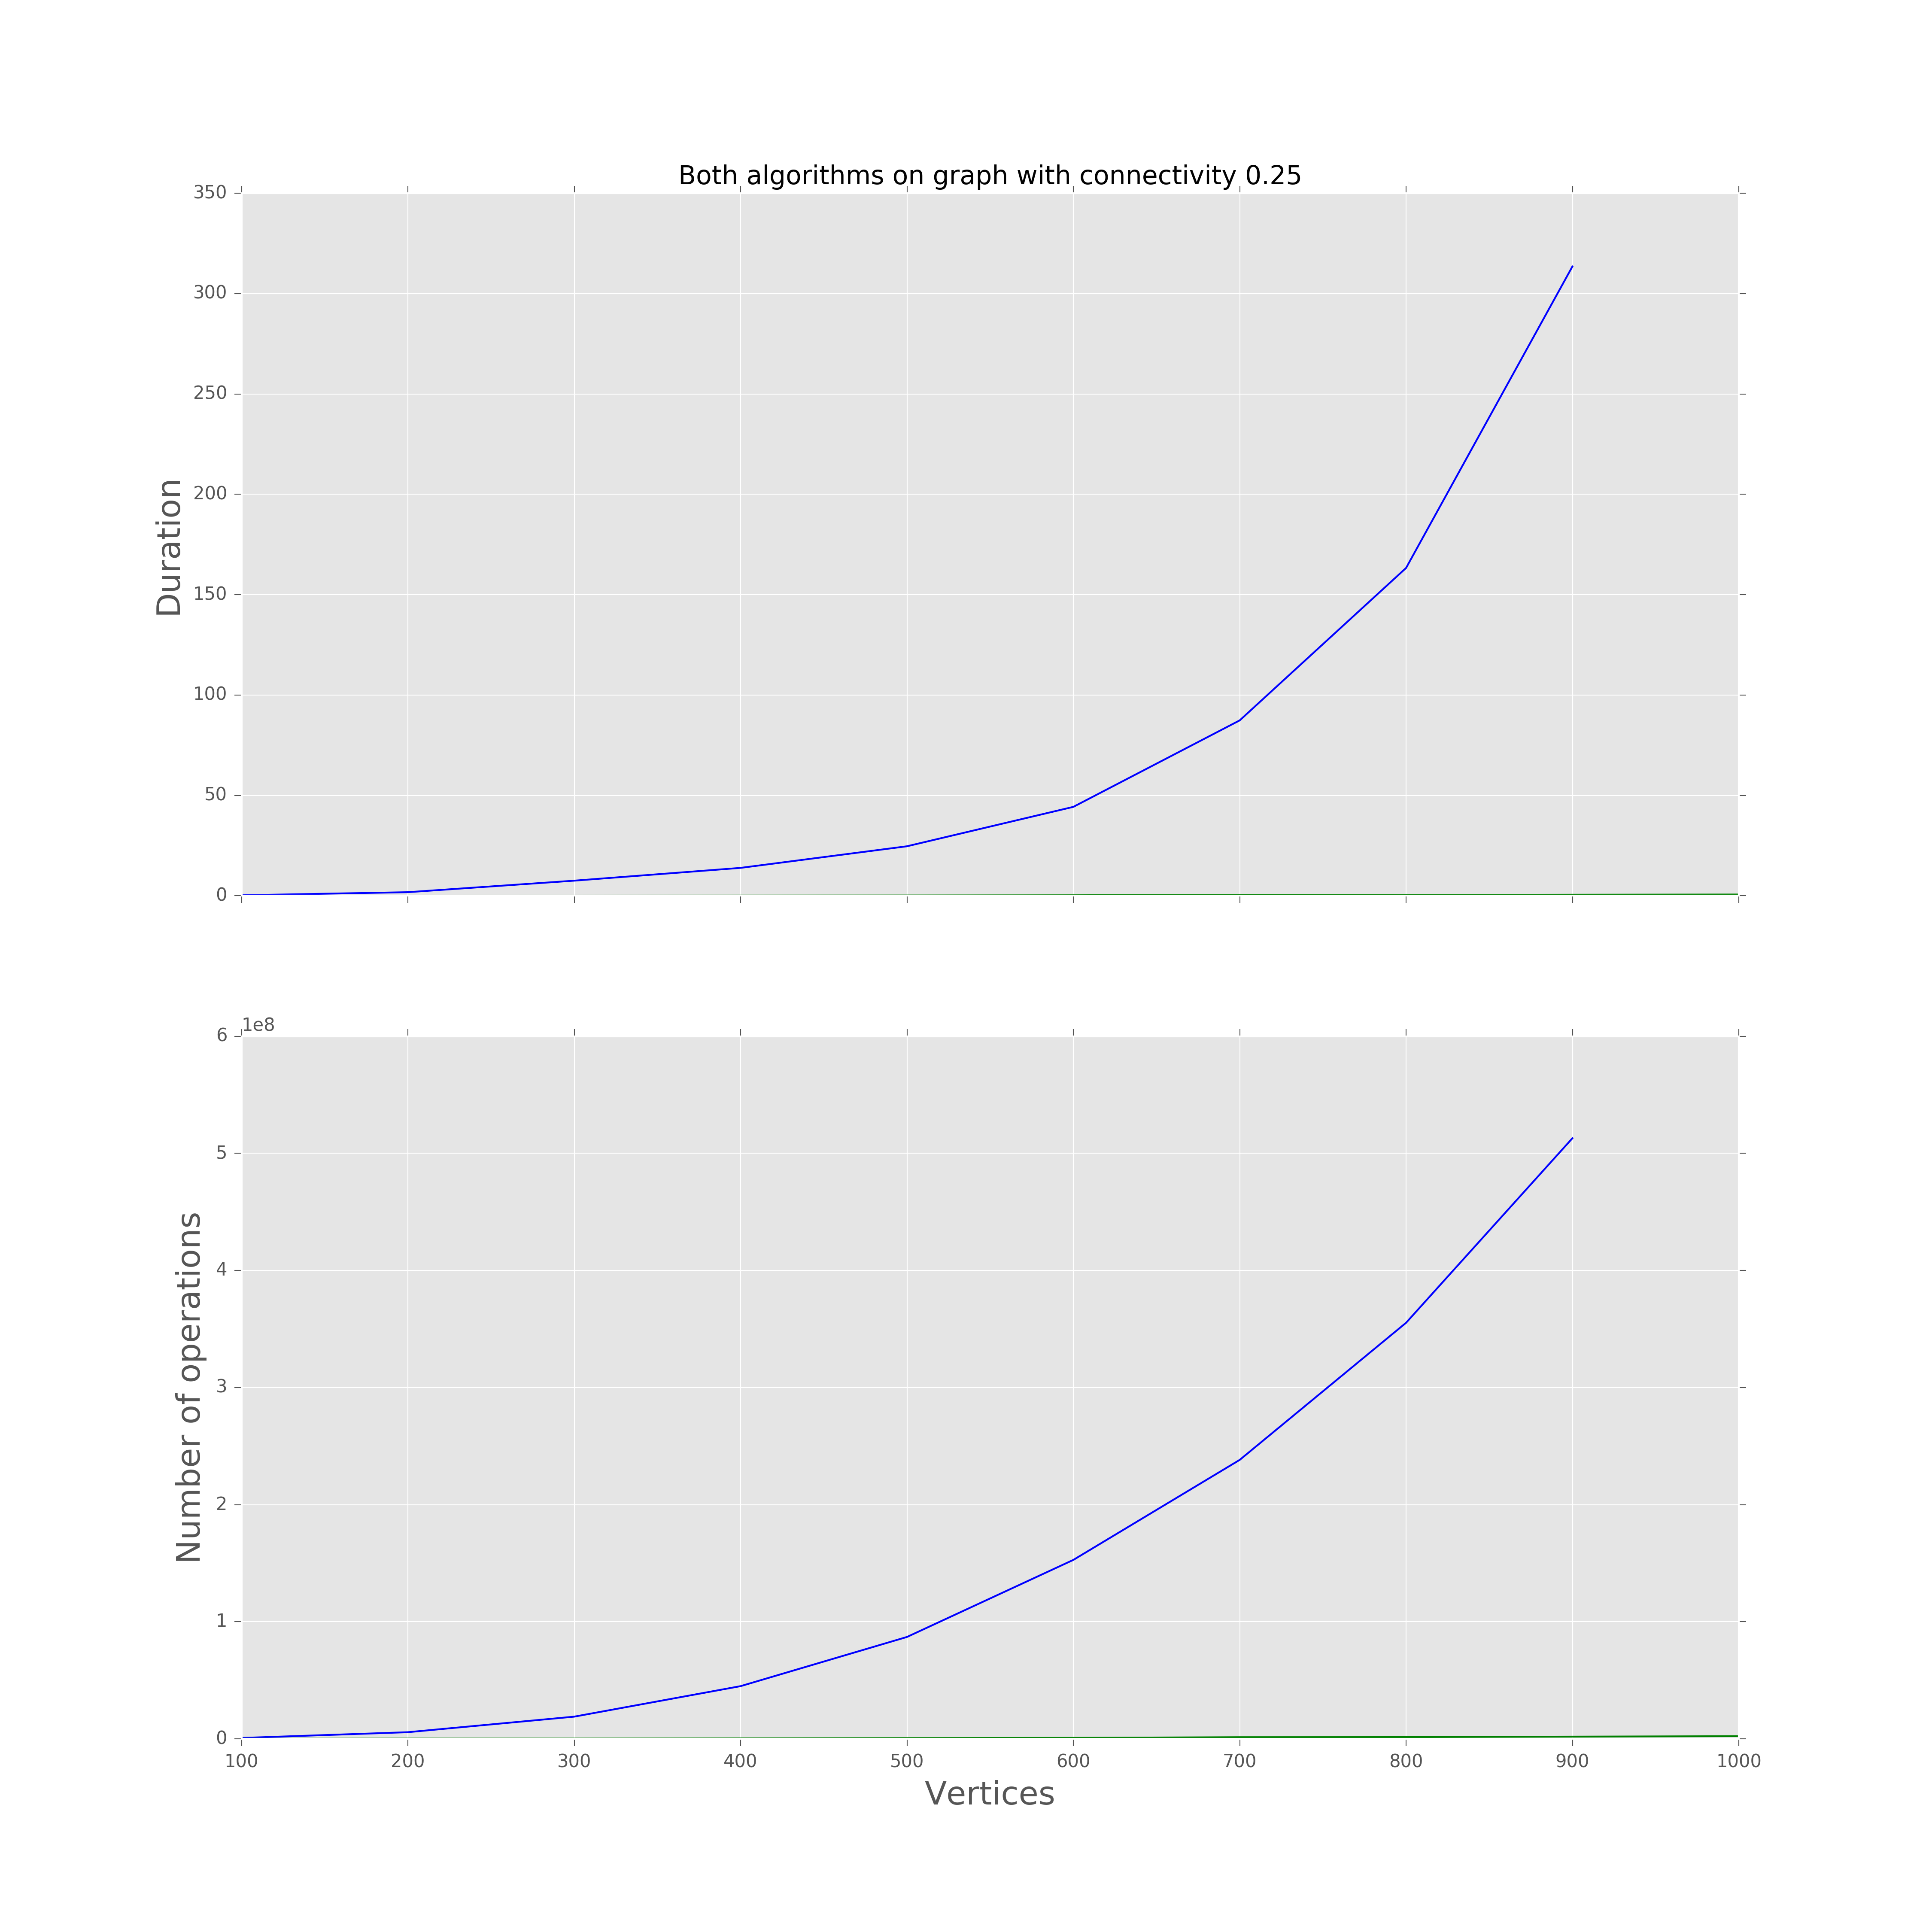 Both algorithms on graph with connectivity 0.25
350
300
250
200
150
100
50
0
Duration
1e8
6
5
4
3
2
1
0
Number of operations
100 200 300 400 500 600 700 800 900 1000
Vertices